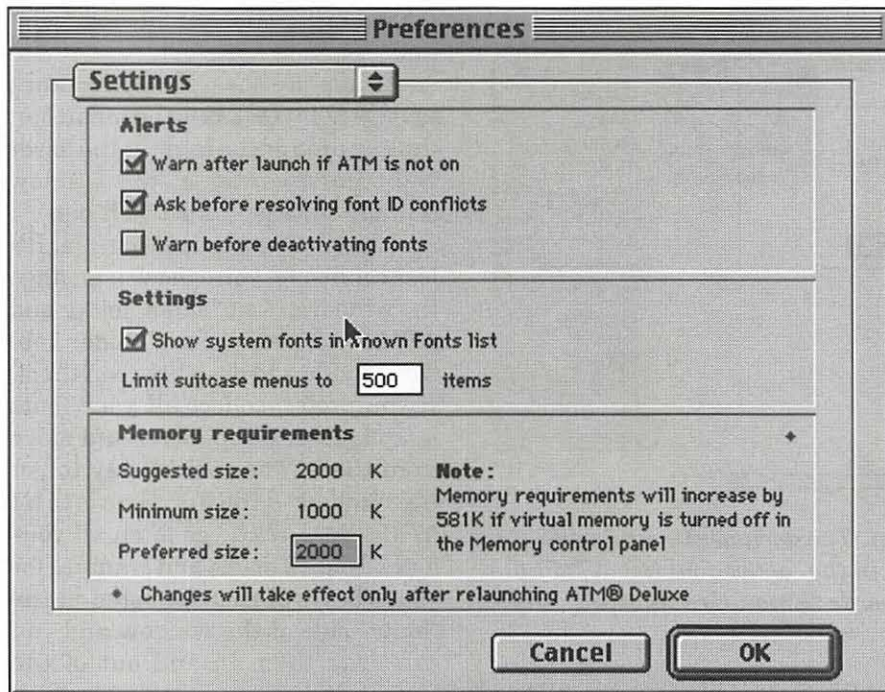 Preferences
Settings
Alerts
Warn after launch if ATM is not on
Ask before resolving font ID conflicts
Warn before deactivating fonts
Settings
Show system fonts in Known Fonts list
Limit suitcase menus to 500 items
Memory requirements
Suggested size: 2000 K
Minimum size: 1000 K
Preferred size: 2000 K
Note:
Memory requirements will increase by
581K if virtual memory is turned off in
the Memory control panel
Changes will take effect only after relaunching ATM® Deluxe
Cancel
OK